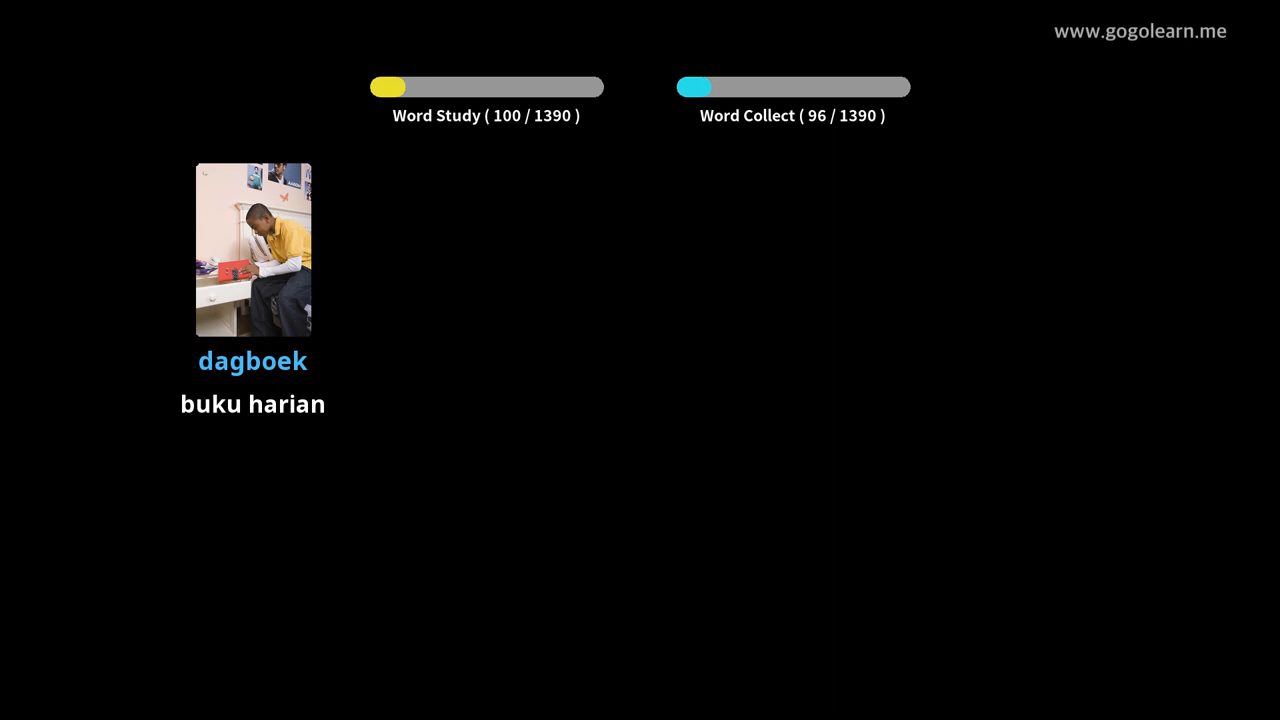 www.gogolearn.me
Word Study ( 100 / 1390 )
Word Collect ( 96 / 1390 )
dagboek
buku harian